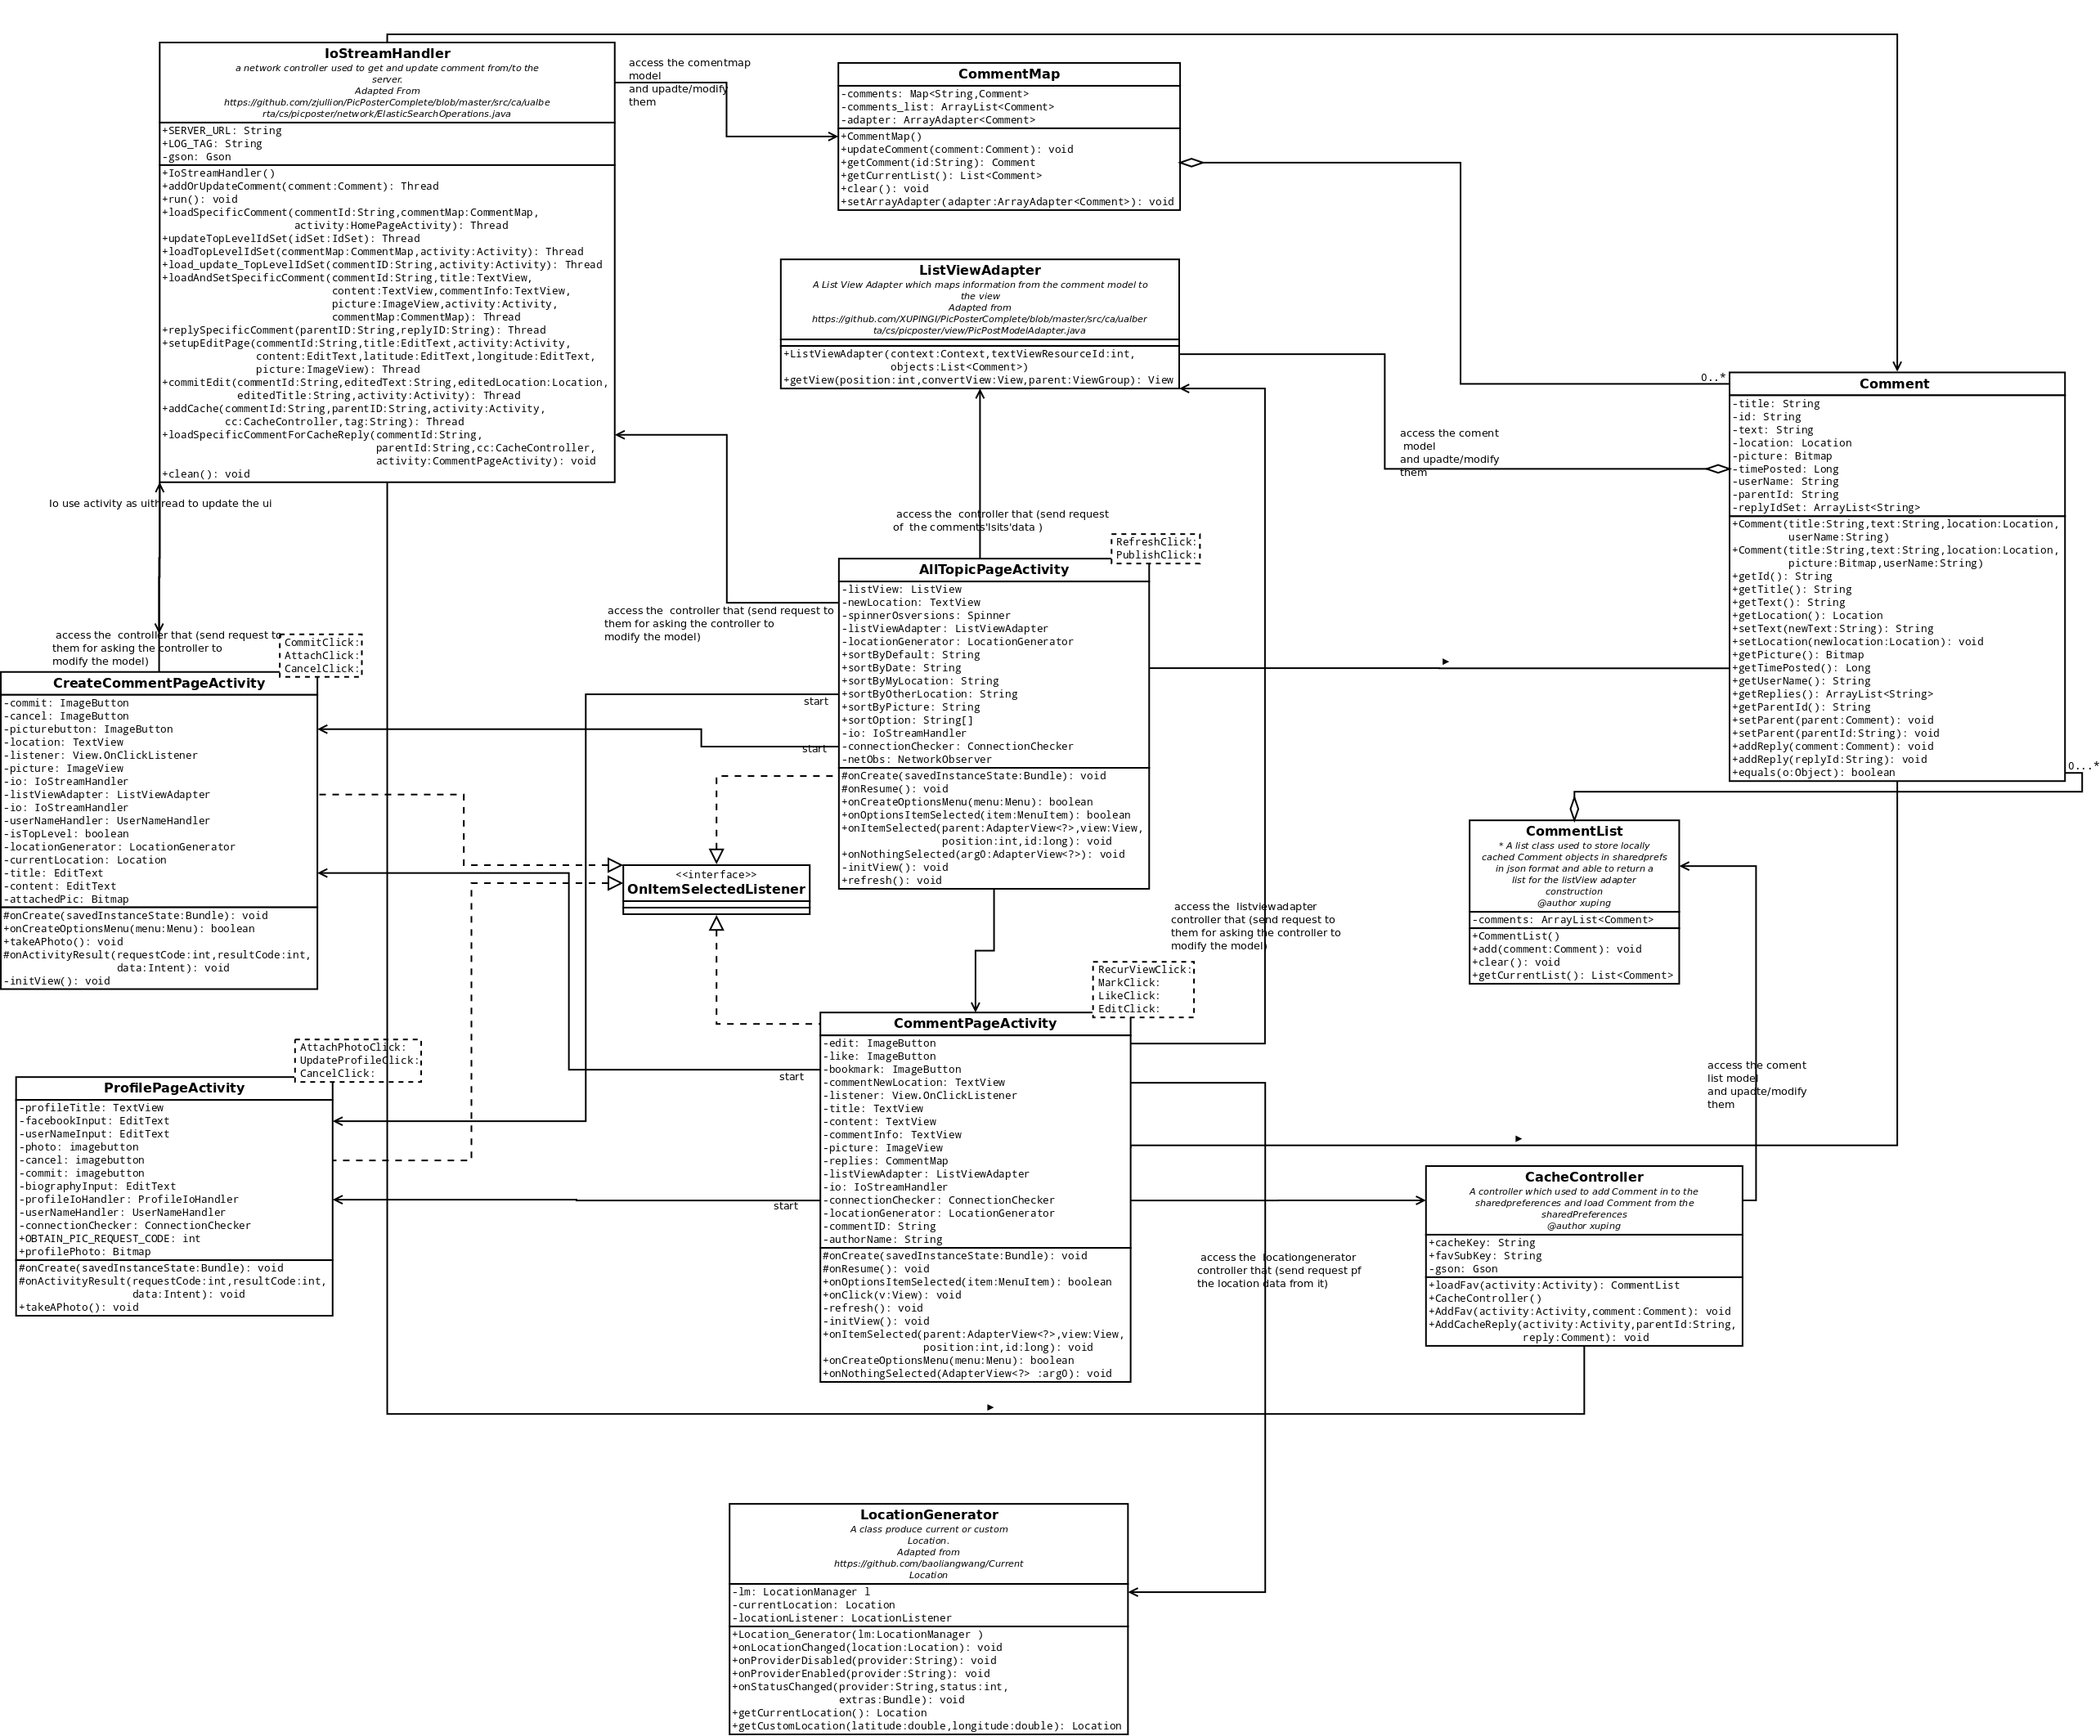 IoStreamHandler
a network controller used to get and update comment from/to the
server.
Adapted From
https://github.com/zjullion/PicPosterComplete/blob/master/src/ca/ualbe
rta/cs/picposter/network/ElasticSearchOperations.java
+SERVER_URL: String
+LOG_TAG: String
-gson: Gson
+IoStreamHandler()
+addOrUpdateComment(comment:Comment): Thread
+run(): void
+loadSpecificComment(commentId:String,commentMap:CommentMap,
activity:HomePageActivity): Thread
+updateTopLevelIdSet(idSet:IdSet): Thread
+loadTopLevelIdSet(commentMap:CommentMap,activity:Activity): Thread
+load_update_TopLevelIdSet(commentID:String,activity:Activity): Thread
+loadAndSetSpecificComment(commentId:String,title:TextView,
content:TextView,commentInfo:TextView,
picture:ImageView,activity:Activity,
commentMap:CommentMap): Thread
+replySpecificComment(parentID:String,replyID:String): Thread
+setupEditPage(commentId:String,title:EditText,activity:Activity,
content:EditText,latitude:EditText,longitude:EditText,
picture:ImageView): Thread
+commitEdit(commentId:String,editedText:String,editedLocation:Location,
editedTitle:String,activity:Activity): Thread
+addCache(commentId:String,parentID:String,activity:Activity,
cc:CacheController,tag:String): Thread
+loadSpecificCommentForCacheReply(commentId:String,
parentId:String,cc:CacheController,
activity:CommentPageActivity): void
+clean(): void
access the comentmap
model
and upadte/modify
them
CommentMap
-comments: Map<String,Comment>
-comments_list: ArrayList<Comment>
-adapter: ArrayAdapter<Comment>
+CommentMap()
+updateComment(comment:Comment): void
+getComment(id:String): Comment
+getCurrentList(): List<Comment>
+clear(): void
+setArrayAdapter(adapter:ArrayAdapter<Comment>): void
ListViewAdapter
A List View Adapter which maps information from the comment model to
the view
Adapted from
https://github.com/XUPINGI/PicPosterComplete/blob/master/src/ca/ualber
ta/cs/picposter/view/PicPostModelAdapter.java
+ListViewAdapter(context:Context,textViewResourceId:int,
objects:List<Comment>)
+getView(position:int,convertView:View,parent:ViewGroup): View
0..*
Comment
-title: String
-id: String
-text: String
-location: Location
-picture: Bitmap
-timePosted: Long
-userName: String
-parentId: String
-replyIdSet: ArrayList<String>
+Comment(title:String,text:String,location:Location,
userName:String)
+Comment(title:String,text:String,location:Location,
picture:Bitmap,userName:String)
+getId(): String
+getTitle(): String
+getText(): String
+getLocation(): Location
+setText(newText:String): String
+setLocation(newlocation:Location): void
+getPicture(): Bitmap
+getTimePosted(): Long
+getUserName(): String
+getReplies(): ArrayList<String>
+getParentId(): String
+setParent(parent:Comment): void
+setParent(parentId:String): void
+addReply(comment:Comment): void
+addReply(replyId:String): void
+equals(o:Object): boolean
0...*
access the coment
model
and upadte/modify
them
Io use activity as uithread to update the ui
access the  controller that (send request
of  the comments'lsits'data )
RefreshClick:
PublishClick:
AllTopicPageActivity
-listView: ListView
-newLocation: TextView
-spinnerOsversions: Spinner
-listViewAdapter: ListViewAdapter
-locationGenerator: LocationGenerator
+sortByDefault: String
+sortByDate: String
+sortByMyLocation: String
+sortByOtherLocation: String
+sortByPicture: String
+sortOption: String[]
-io: IoStreamHandler
-connectionChecker: ConnectionChecker
-netObs: NetworkObserver
#onCreate(savedInstanceState:Bundle): void
#onResume(): void
+onCreateOptionsMenu(menu:Menu): boolean
+onOptionsItemSelected(item:MenuItem): boolean
+onItemSelected(parent:AdapterView<?>,view:View,
position:int,id:long): void
+onNothingSelected(arg0:AdapterView<?>): void
-initView(): void
+refresh(): void
access the  controller that (send request to
them for asking the controller to
modify the model)
start
start
access the  controller that (send request to
them for asking the controller to
modify the model)
CommitClick:
AttachClick:
CancelClick:
CreateCommentPageActivity
-commit: ImageButton
-cancel: ImageButton
-picturebutton: ImageButton
-location: TextView
-listener: View.OnClickListener
-picture: ImageView
-io: IoStreamHandler
-listViewAdapter: ListViewAdapter
-io: IoStreamHandler
-userNameHandler: UserNameHandler
-isTopLevel: boolean
-locationGenerator: LocationGenerator
-currentLocation: Location
-title: EditText
-content: EditText
-attachedPic: Bitmap
#onCreate(savedInstanceState:Bundle): void
+onCreateOptionsMenu(menu:Menu): boolean
+takeAPhoto(): void
#onActivityResult(requestCode:int,resultCode:int,
data:Intent): void
-initView(): void
<<interface>>
OnItemSelectedListener
CommentList
* A list class used to store locally
cached Comment objects in sharedprefs
in json format and able to return a
list for the listView adapter
construction
@author xuping
-comments: ArrayList<Comment>
+CommentList()
+add(comment:Comment): void
+clear(): void
+getCurrentList(): List<Comment>
access the  listviewadapter
controller that (send request to
them for asking the controller to
modify the model)
RecurViewClick:
MarkClick:
LikeClick:
EditClick:
CommentPageActivity
-edit: ImageButton
-like: ImageButton
-bookmark: ImageButton
-commentNewLocation: TextView
-listener: View.OnClickListener
-title: TextView
-content: TextView
-commentInfo: TextView
-picture: ImageView
-replies: CommentMap
-listViewAdapter: ListViewAdapter
-io: IoStreamHandler
-connectionChecker: ConnectionChecker
-locationGenerator: LocationGenerator
-commentID: String
-authorName: String
#onCreate(savedInstanceState:Bundle): void
#onResume(): void
+onOptionsItemSelected(item:MenuItem): boolean
+onClick(v:View): void
-refresh(): void
-initView(): void
+onItemSelected(parent:AdapterView<?>,view:View,
position:int,id:long): void
+onCreateOptionsMenu(menu:Menu): boolean
+onNothingSelected(AdapterView<?> :arg0): void
start
start
AttachPhotoClick:
UpdateProfileClick:
CancelClick:
ProfilePageActivity
-profileTitle: TextView
-facebookInput: EditText
-userNameInput: EditText
-photo: imagebutton
-cancel: imagebutton
-commit: imagebutton
-biographyInput: EditText
-profileIoHandler: ProfileIoHandler
-userNameHandler: UserNameHandler
-connectionChecker: ConnectionChecker
+OBTAIN_PIC_REQUEST_CODE: int
+profilePhoto: Bitmap
#onCreate(savedInstanceState:Bundle): void
#onActivityResult(requestCode:int,resultCode:int,
data:Intent): void
+takeAPhoto(): void
access the coment
list model
and upadte/modify
them
CacheController
A controller which used to add Comment in to the
sharedpreferences and load Comment from the
sharedPreferences
@author xuping
+cacheKey: String
+favSubKey: String
-gson: Gson
+loadFav(activity:Activity): CommentList
+CacheController()
+AddFav(activity:Activity,comment:Comment): void
+AddCacheReply(activity:Activity,parentId:String,
reply:Comment): void
access the  locationgenerator
controller that (send request pf
the location data from it)
LocationGenerator
A class produce current or custom
Location.
Adapted from
https://github.com/baoliangwang/Current
Location
-lm: LocationManager l
-currentLocation: Location
-locationListener: LocationListener
+Location_Generator(lm:LocationManager )
+onLocationChanged(location:Location): void
+onProviderDisabled(provider:String): void
+onProviderEnabled(provider:String): void
+onStatusChanged(provider:String,status:int,
extras:Bundle): void
+getCurrentLocation(): Location
+getCustomLocation(latitude:double,longitude:double): Location